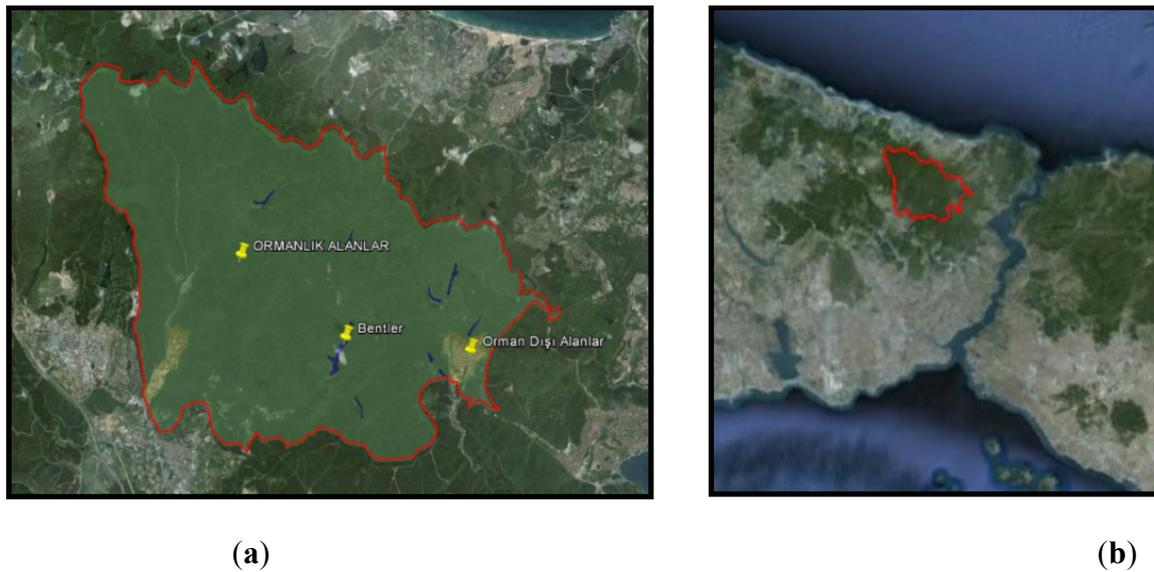 ORMANLIK ALANLAR
Bentler
Orman Dışı Alanlar
(a)
(b)